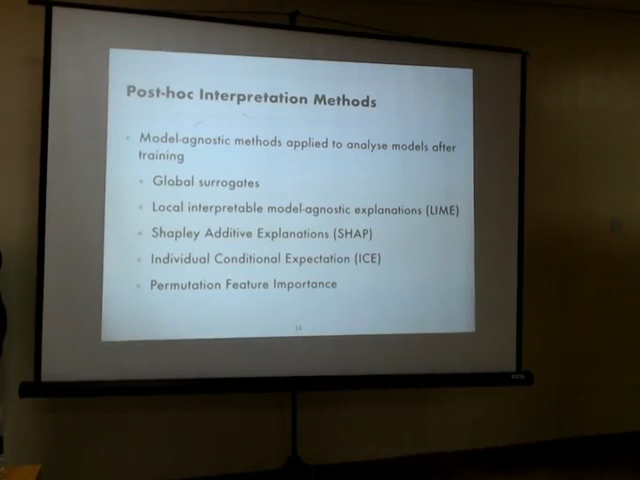 Post-hoc Interpretation Methods
Model-agnostic methods applied to analyse models after
training
Global surrogates
Local interpretable model-agnostic explanations (LIME)
Shapley Additive Explanations (SHAP)
Individual Conditional Expectation (ICE)
Permutation Feature Importance